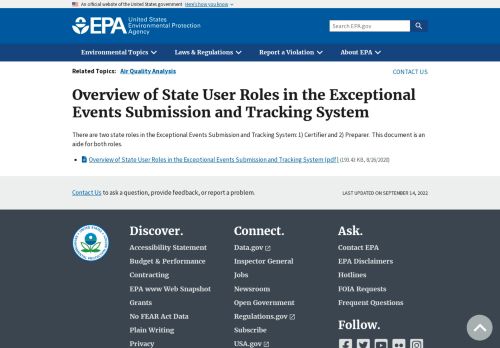 An official website of the United States government Here's how you know
EPA United States
Environmental Protection
Agency
Search EPA.gov
Environmental Topics Laws & Regulations Report a Violation About EPA
Related Topics: Air Quality Analysis CONTACT US
Overview of State User Roles in the Exceptional
Events Submission and Tracking System
There are two state roles in the Exceptional Events Submission and Tracking System: 1) Certifier and 2) Preparer. This document is an
aide for both roles.
Overview of State User Roles in the Exceptional Events Submission and Tracking System (pdf) (193.43 KB, 8/26/2020)
Contact Us to ask a question, provide feedback, or report a problem. LAST UPDATED ON SEPTEMBER 14, 2022
Discover.
Accessibility Statement
Budget & Performance
Contracting
EPA www Web Snapshot
Grants
No FEAR Act Data
Plain Writing
Privacy
Connect.
Data.gov
Inspector General
Jobs
Newsroom
Open Government
Regulations.gov
Subscribe
USA.gov
Ask.
Contact EPA
EPA Disclaimers
Hotlines
FOIA Requests
Frequent Questions
Follow.